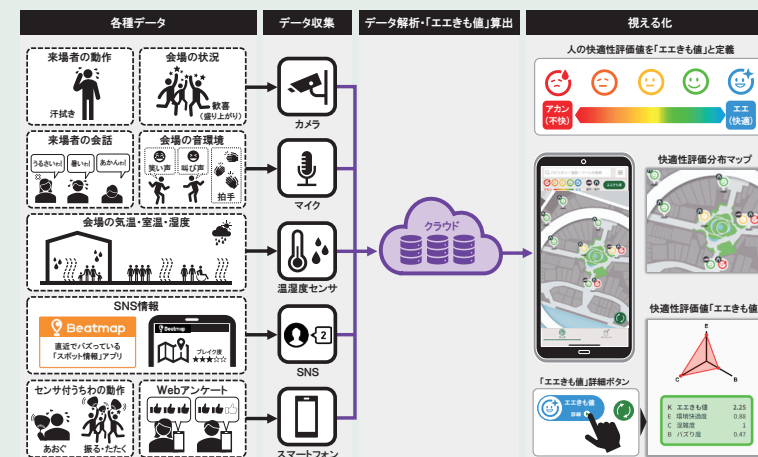 各種データ
データ収集
データ解析・「エエきも値」算出
視える化
来場者の動作
汗拭き
会場の状況
歓喜
(盛り上がり)
来場者の会話
うるさいわ!
暑いわ!
あかんわ!
会場の音環境
笑い声
叫び声
拍手
会場の気温・室温・湿度
SNS情報
Beatmap
直近でバズっている
「スポット情報」アプリ
Beatmap
ブレイク度
★★★☆☆
センサ付うちわの動作
あおぐ
振る・たたく
Webアンケート
カメラ
マイク
温湿度センサ
2
SNS
スマートフォン
クラウド
人の快適性評価値を「エエきも値」と定義
アカン
(不快)
エエ
(快適)
エエきも値
快適性評価分布マップ
快適性評価値「エエきも値」
E
C
B
K エエきも値 2.25
E 環境快適度 0.88
C 混雑度 1
B バズり度 0.47
「エエきも値」詳細ボタン
エエきも値
詳細